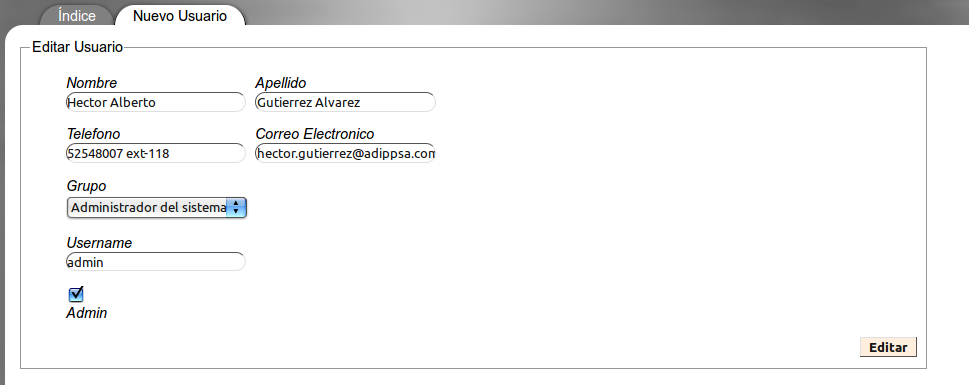 Índice Nuevo Usuario
Editar Usuario
Nombre Apellido
Hector Alberto Gutierrez Alvarez
Telefono Correo Electronico
52548007 ext-118 hector.gutierrez@adippsa.com
Grupo
Administrador del sistema
Username
admin
Admin
Editar